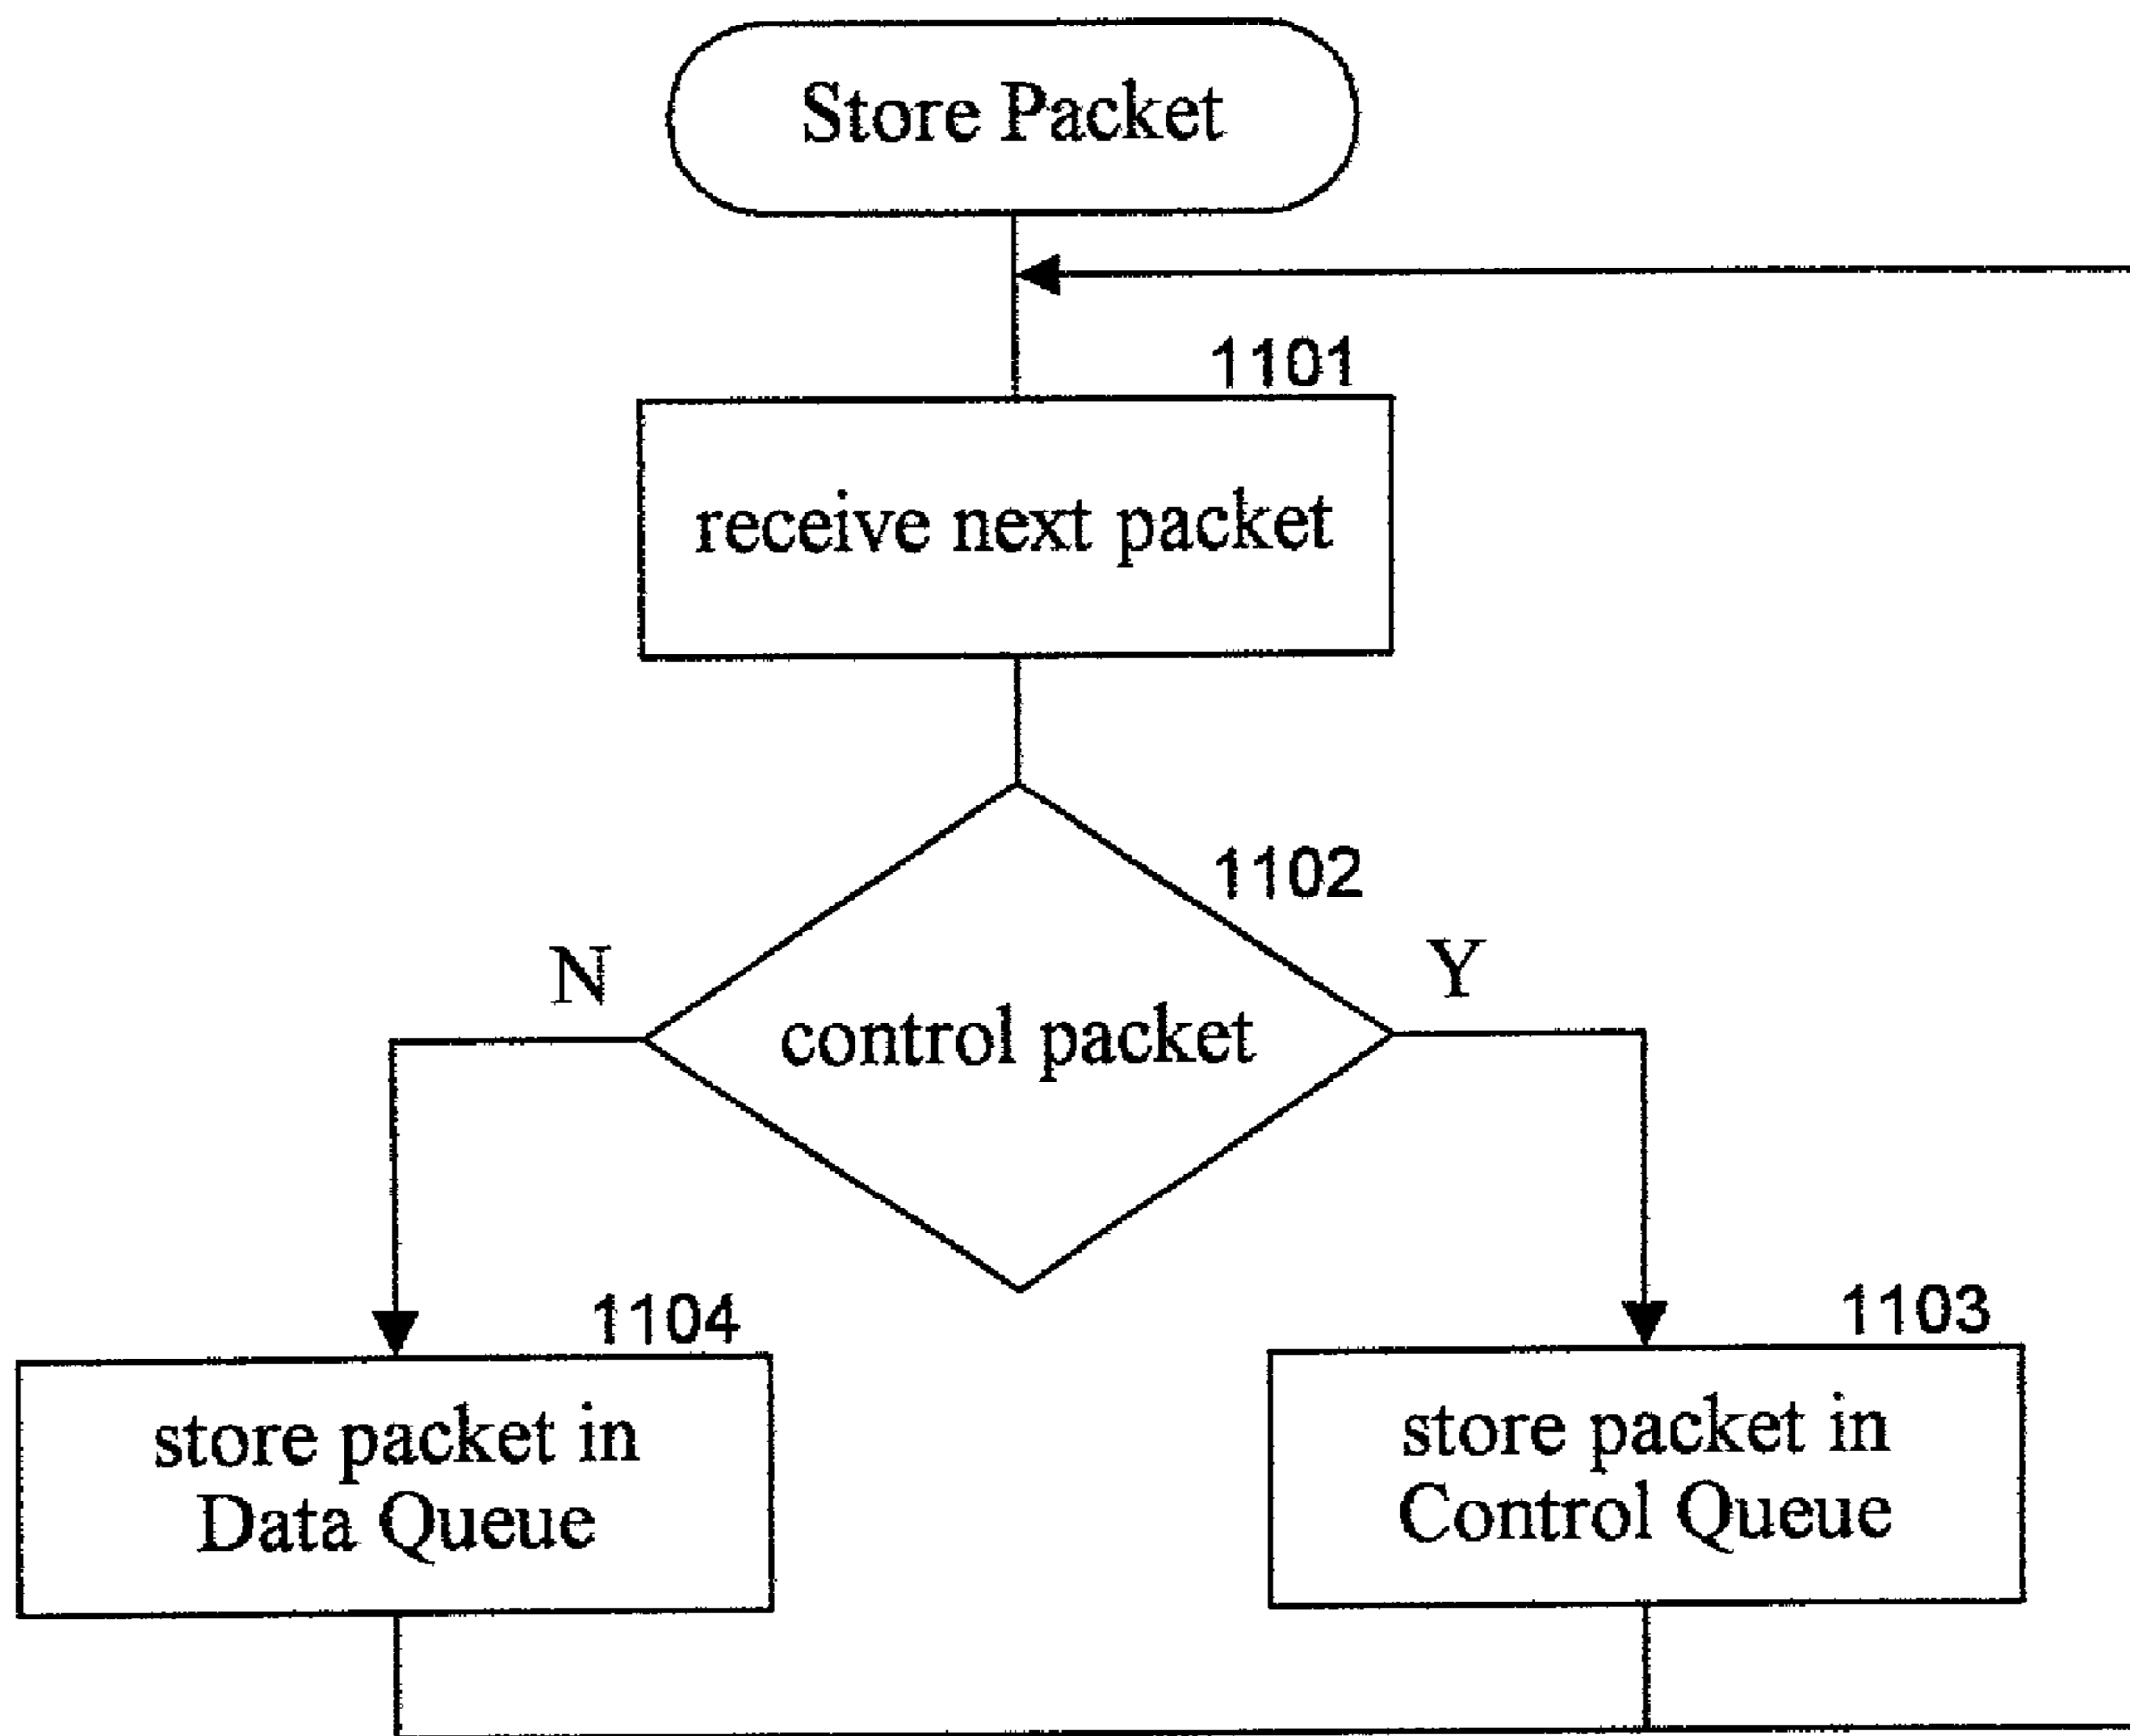 Store Packet
1101
receive next packet
1102
N
Y
control packet
1104
1103
store packet in
Data Queue
store packet in
Control Queue